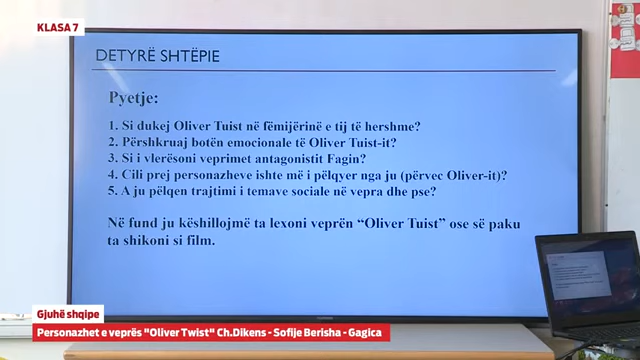 KLASA 7
DETYRË SHTËPIE
Pyetje:
1. Si dukej Oliver Tuist në fëmijërinë e tij të hershme?
2. Përshkruaj botën emocionale të Oliver Tuist-it?
3. Si i vlerësoni veprimet antagonistit Fagin?
4. Cili prej personazheve ishte më i pëlqyer nga ju (përvec Oliver-it)?
5. A ju pëlqen trajtimi i temave sociale në vepra dhe pse?
Në fund ju këshillojmë ta lexoni veprën “Oliver Tuist” ose së paku
ta shikoni si film.
Gjuhë shqipe
Personazhet e veprës "Oliver Twist" Ch.Dikens - Sofije Berisha - Gagica